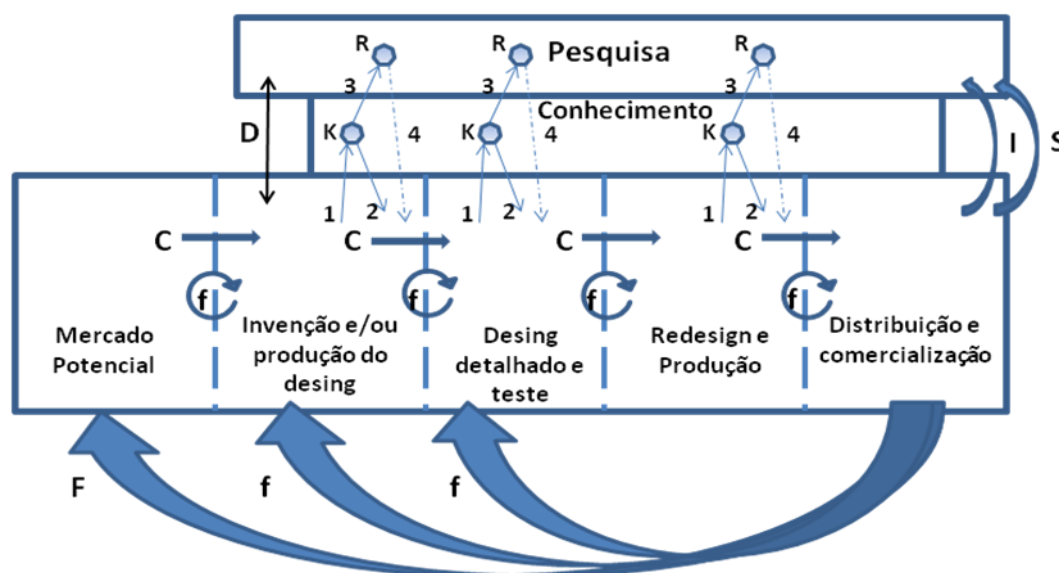 R
R
R
Pesquisa
3
3
3
Conhecimento
D
K
4
K
4
K
4
I
S
1
2
1
2
1
2
C
C
C
C
f
f
f
f
Mercado
Potencial
Invenção e/ou
produção do
desing
Desing
detalhado e
teste
Redesign e
Produção
Distribuição e
comercialização
F
f
f